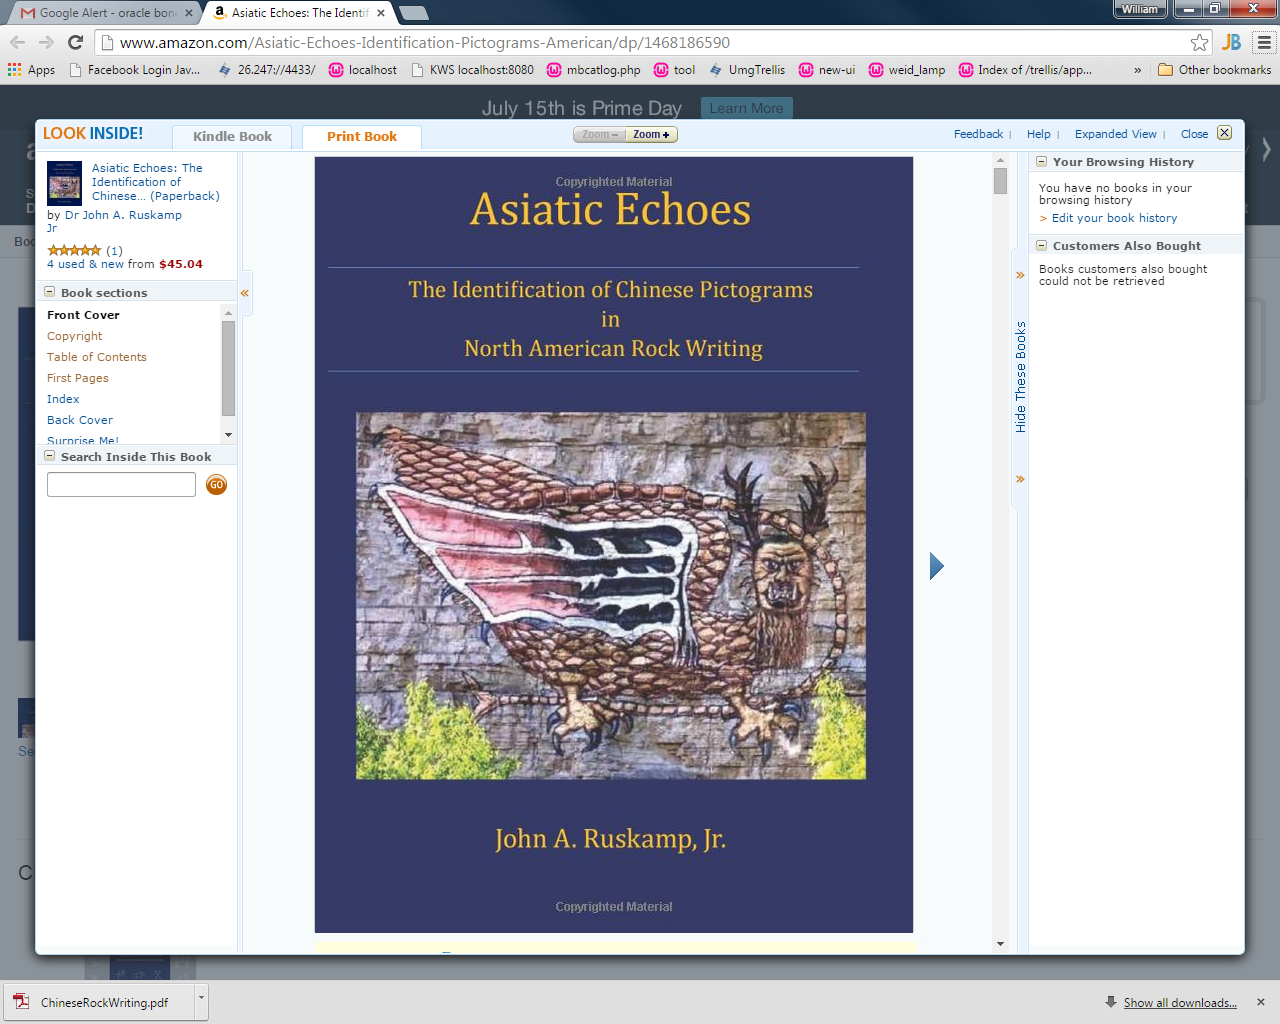 Google Alert - oracle bon
Asiatic Echoes: The Identif
William
www.amazon.com/Asiatic-Echoes-Identification-Pictograms-American/dp/1468186590
JB
Apps
Facebook Login Jav...
26.247://4433/
localhost
KWS localhost:8080
mbcatlog.php
tool
UmgTrellis
new-ui
weid_lamp
Index of /trellis/app...
»
Other bookmarks
July 15th is Prime Day
Learn More
LOOK INSIDE!
Kindle Book
Print Book
Zoom −
Zoom +
Feedback |
Help |
Expanded View |
Close
Asiatic Echoes: The
Identification of
Chinese... (Paperback)
by Dr John A. Ruskamp
Jr
(1)
4 used & new from $45.04
Book sections
Front Cover
Copyright
Table of Contents
First Pages
Index
Back Cover
Surprise Me!
Search Inside This Book
GO
«
Copyrighted Material
Asiatic Echoes
The Identification of Chinese Pictograms
in
North American Rock Writing
John A. Ruskamp, Jr.
Copyrighted Material
»
Hide These Books
»
Your Browsing History
You have no books in your
browsing history
> Edit your book history
Customers Also Bought
Books customers also bought
could not be retrieved
ChineseRockWriting.pdf
Show all downloads...